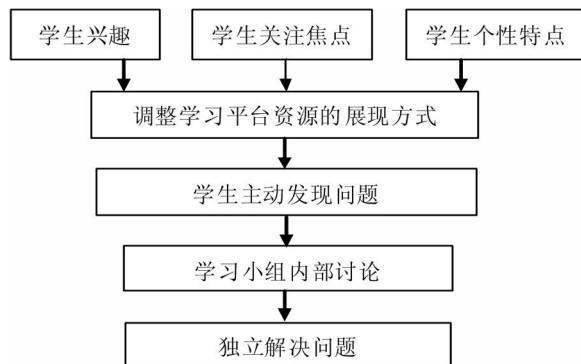 学生兴趣
学生关注焦点
学生个性特点
调整学习平台资源的展现方式
学生主动发现问题
学习小组内部讨论
独立解决问题